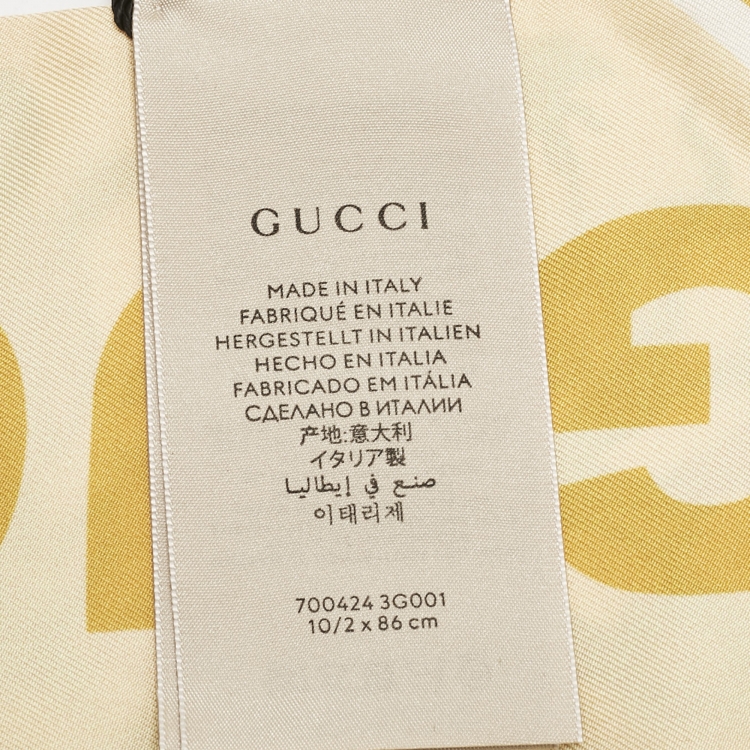 GUCCI
MADE IN ITALY
FABRIQUÉ EN ITALIE
HERGESTELLT IN ITALIEN
HECHO EN ITALIA
FABRICADO EM ITÁLIA
СДЕЛАНО В ИТАЛИИ
产地:意大利
イタリア製
صنع في إيطاليا
이태리제
700424 3G001
10/2 x 86 cm